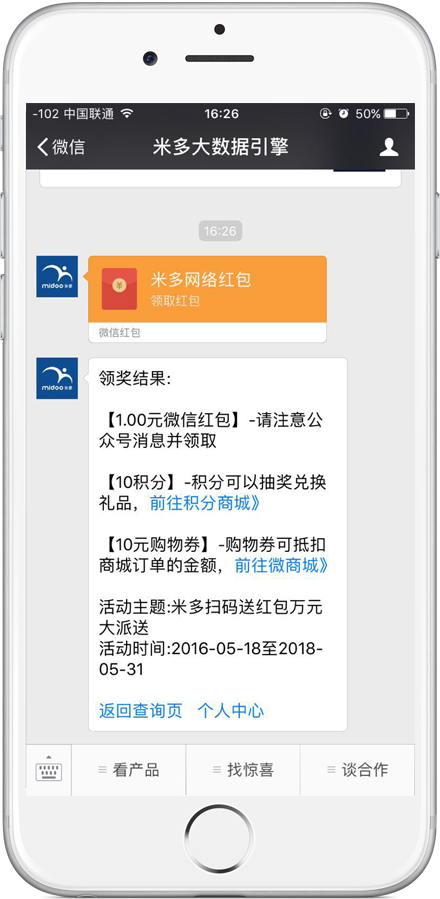 -102 中国联通 16:26 50%
微信 米多大数据引擎
16:26
midoo 米多
米多网络红包
领取红包
微信红包
midoo 米多
领奖结果:
【1.00元微信红包】-请注意公
众号消息并领取
【10积分】-积分可以抽奖兑换
礼品，前往积分商城》
【10元购物券】-购物券可抵扣
商城订单的金额，前往微商城》
活动主题:米多扫码送红包万元
大派送
活动时间:2016-05-18至2018-
05-31
返回查询页 个人中心
看产品 找惊喜 谈合作